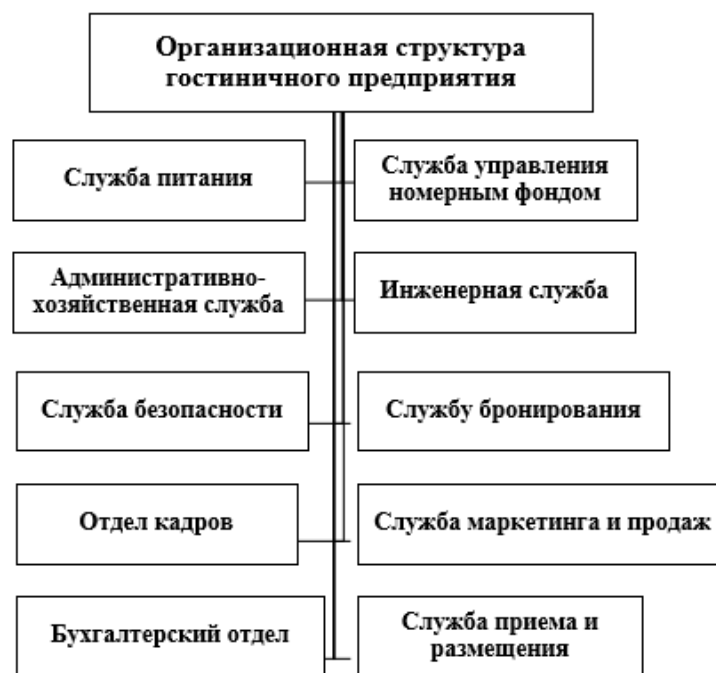 Организационная структура
гостиничного предприятия
Служба питания
Служба управления
номерным фондом
Административно-
хозяйственная служба
Инженерная служба
Служба безопасности
Службу бронирования
Отдел кадров
Служба маркетинга и продаж
Бухгалтерский отдел
Служба приема и
размещения